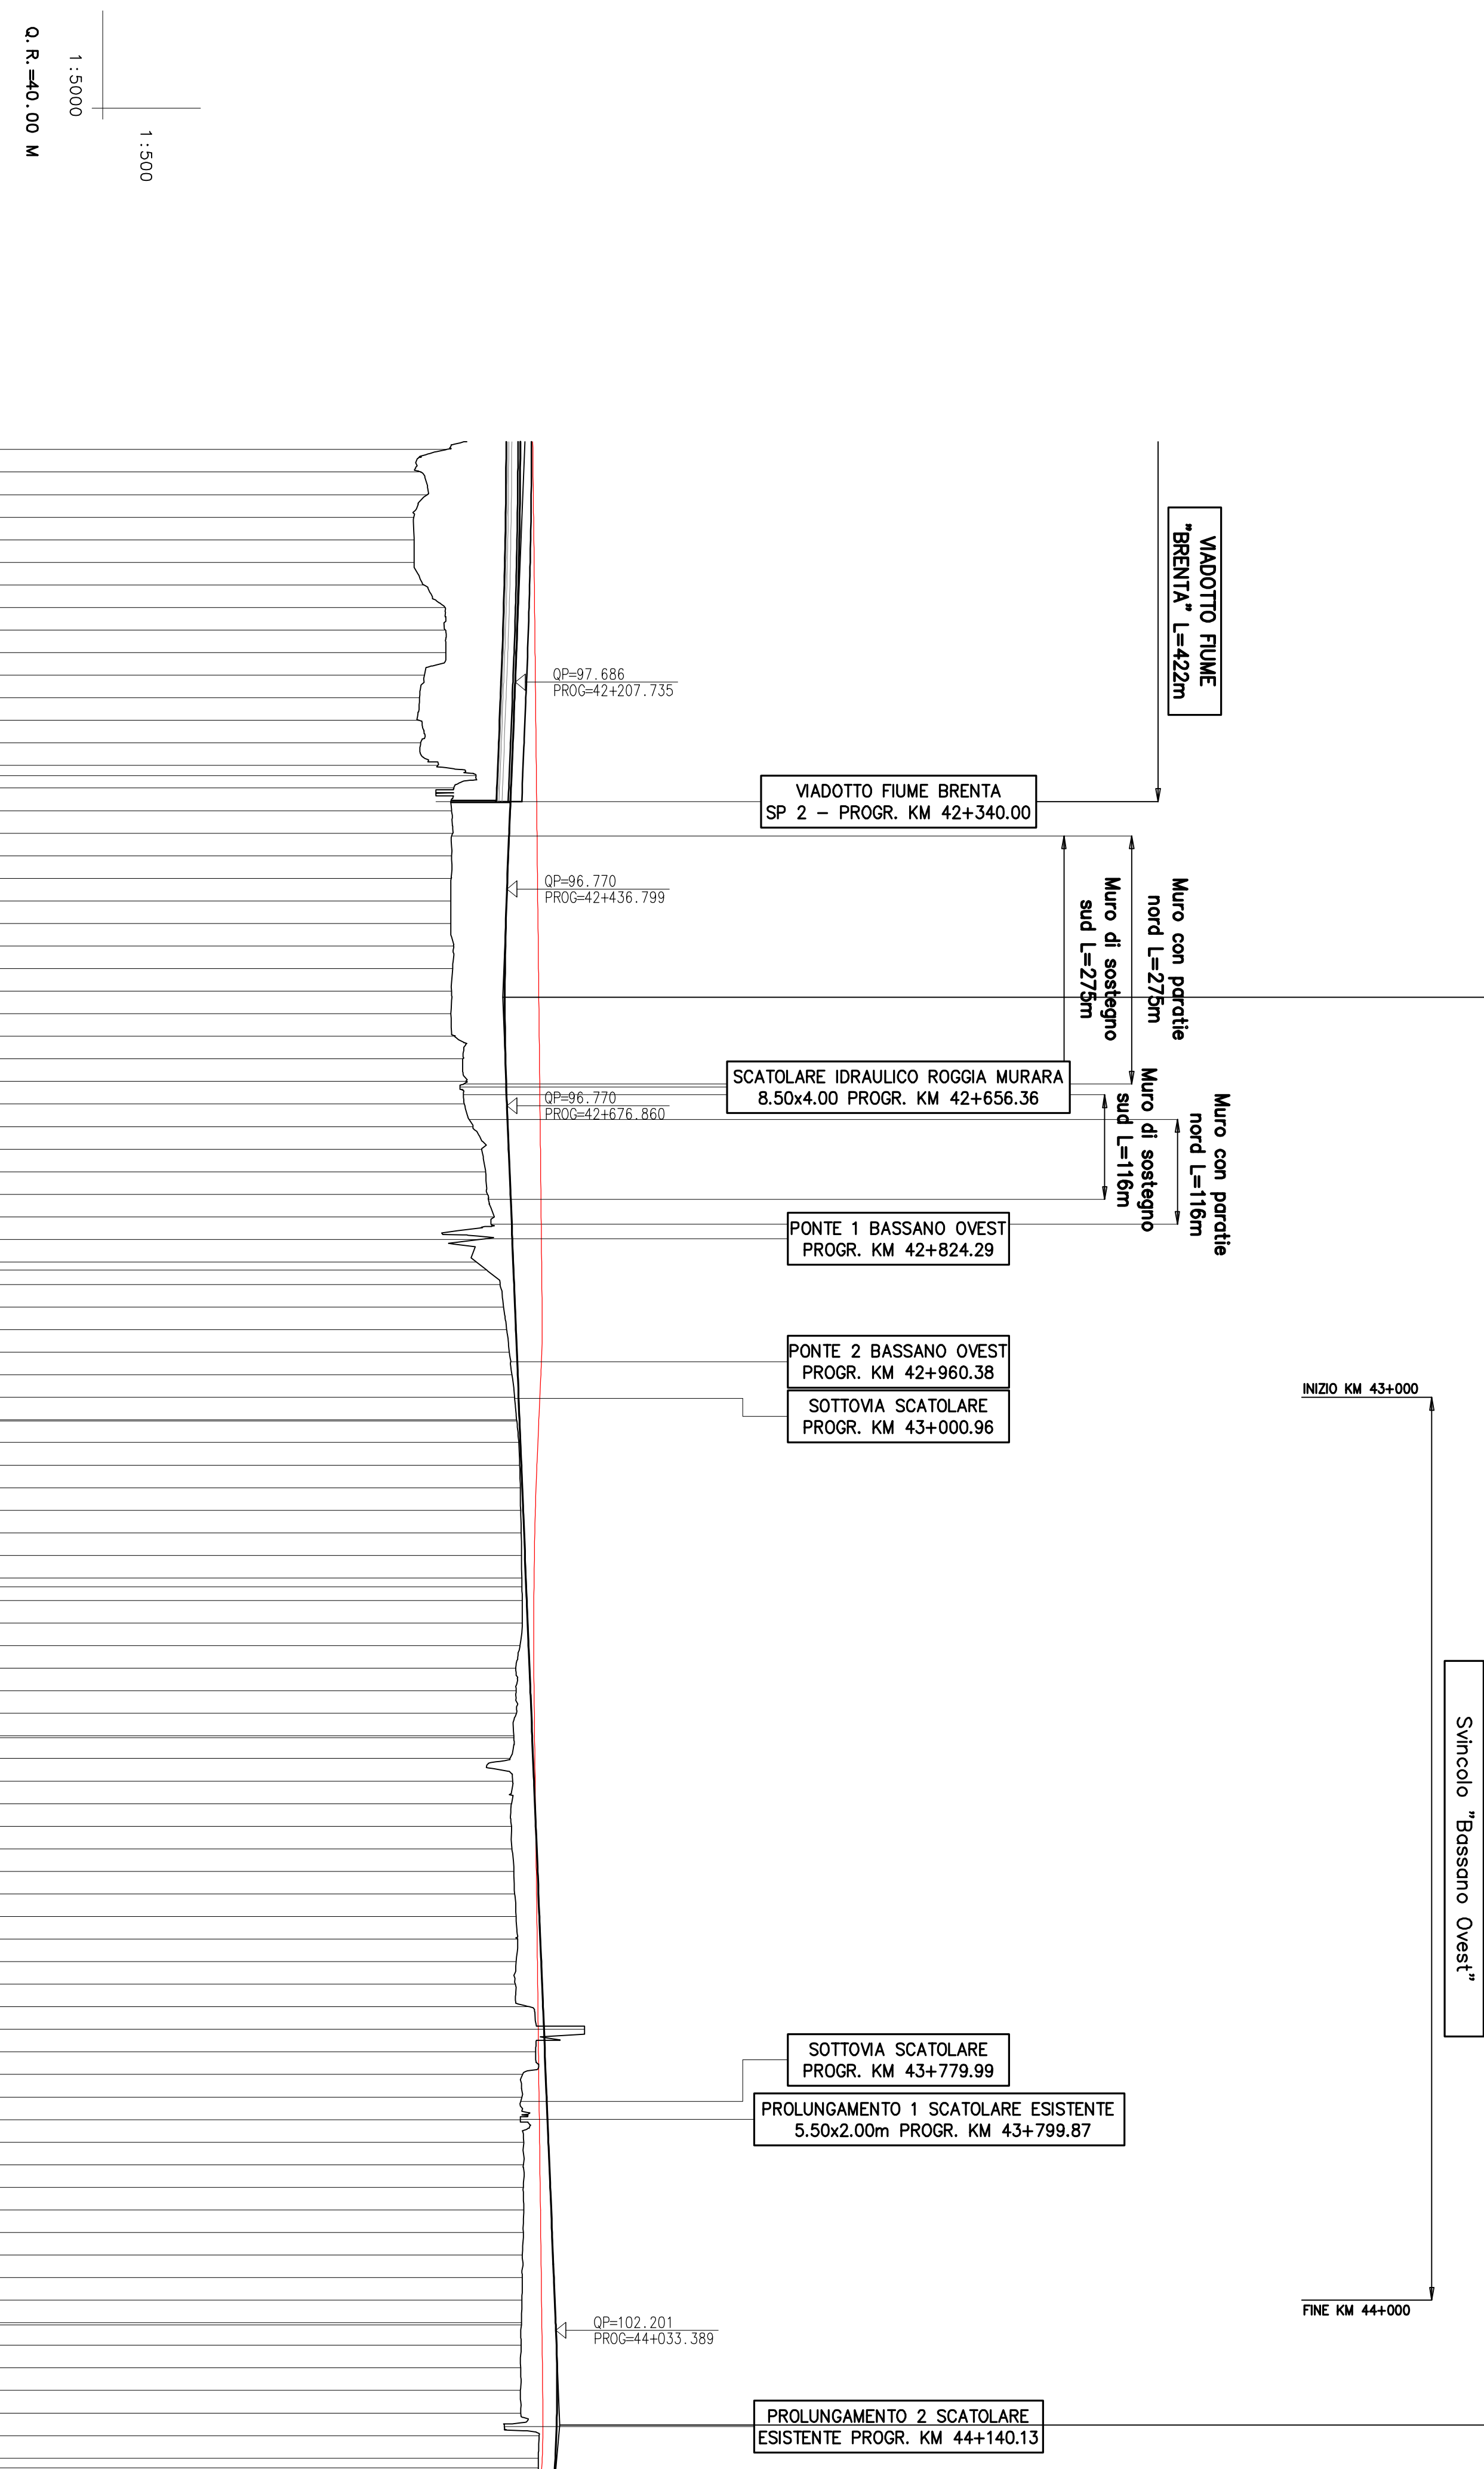 Q.R.=40.00 M
1:5000
1:500
VIADOTTO FIUME
"BRENTA" L=422m
QP=97.686
PROG=42+207.735
VIADOTTO FIUME BRENTA
SP 2 – PROGR. KM 42+340.00
QP=96.770
PROG=42+436.799
Muro con paratie
nord L=275m
Muro di sostegno
sud L=275m
SCATOLARE IDRAULICO ROGGIA MURARA
8.50x4.00 PROGR. KM 42+656.36
QP=96.770
PROG=42+676.860
Muro con paratie
nord L=116m
Muro di sostegno
sud L=116m
PONTE 1 BASSANO OVEST
PROGR. KM 42+824.29
PONTE 2 BASSANO OVEST
PROGR. KM 42+960.38
SOTTOVIA SCATOLARE
PROGR. KM 43+000.96
INIZIO KM 43+000
Svincolo "Bassano Ovest"
SOTTOVIA SCATOLARE
PROGR. KM 43+779.99
PROLUNGAMENTO 1 SCATOLARE ESISTENTE
5.50x2.00m PROGR. KM 43+799.87
FINE KM 44+000
QP=102.201
PROG=44+033.389
PROLUNGAMENTO 2 SCATOLARE
ESISTENTE PROGR. KM 44+140.13